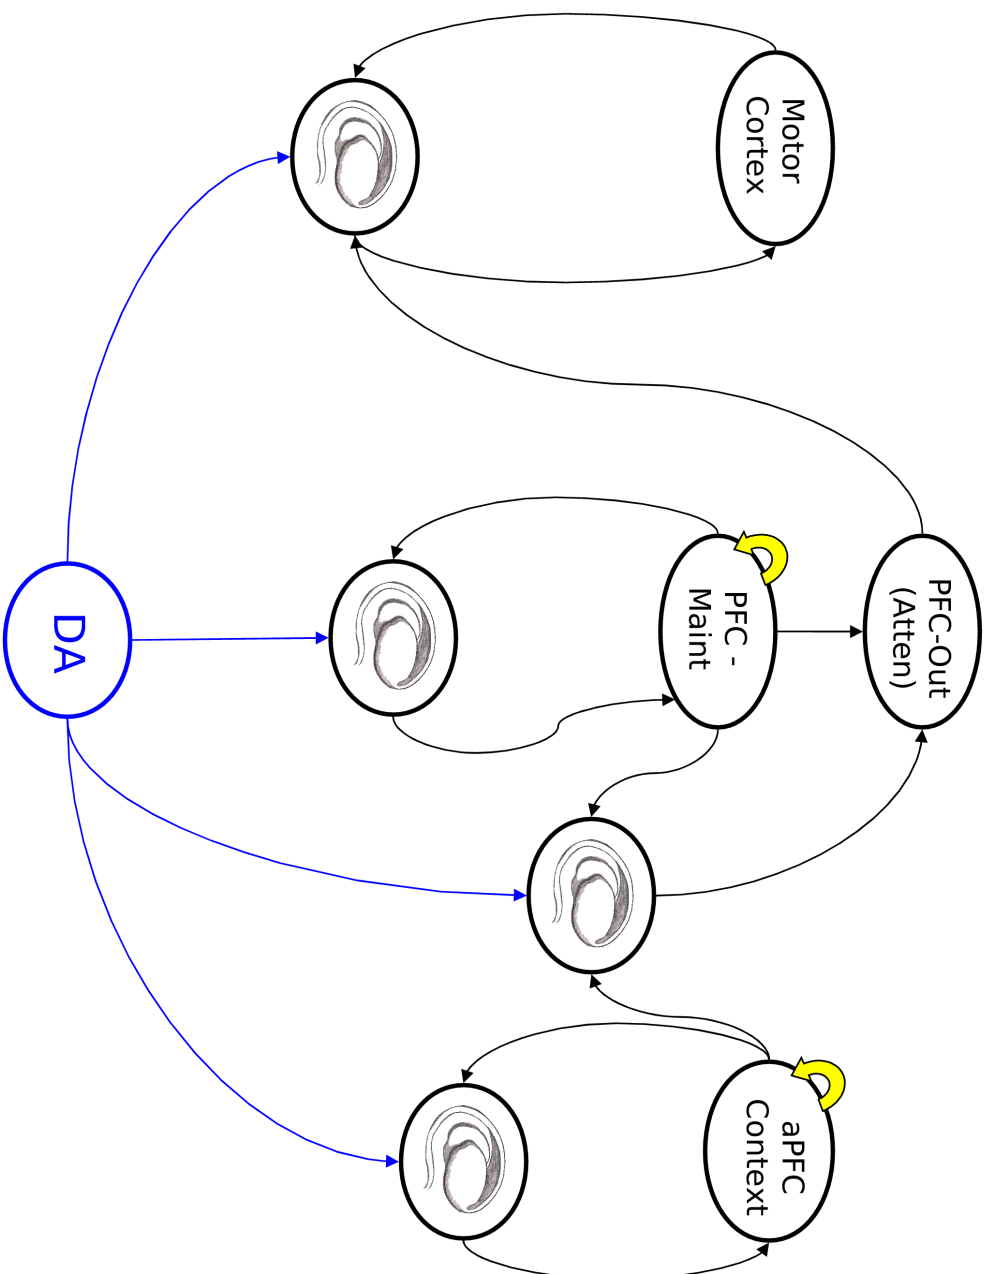 Motor
Cortex
PFC-Out
(Atten)
PFC -
Maint
DA
aPFC
Context